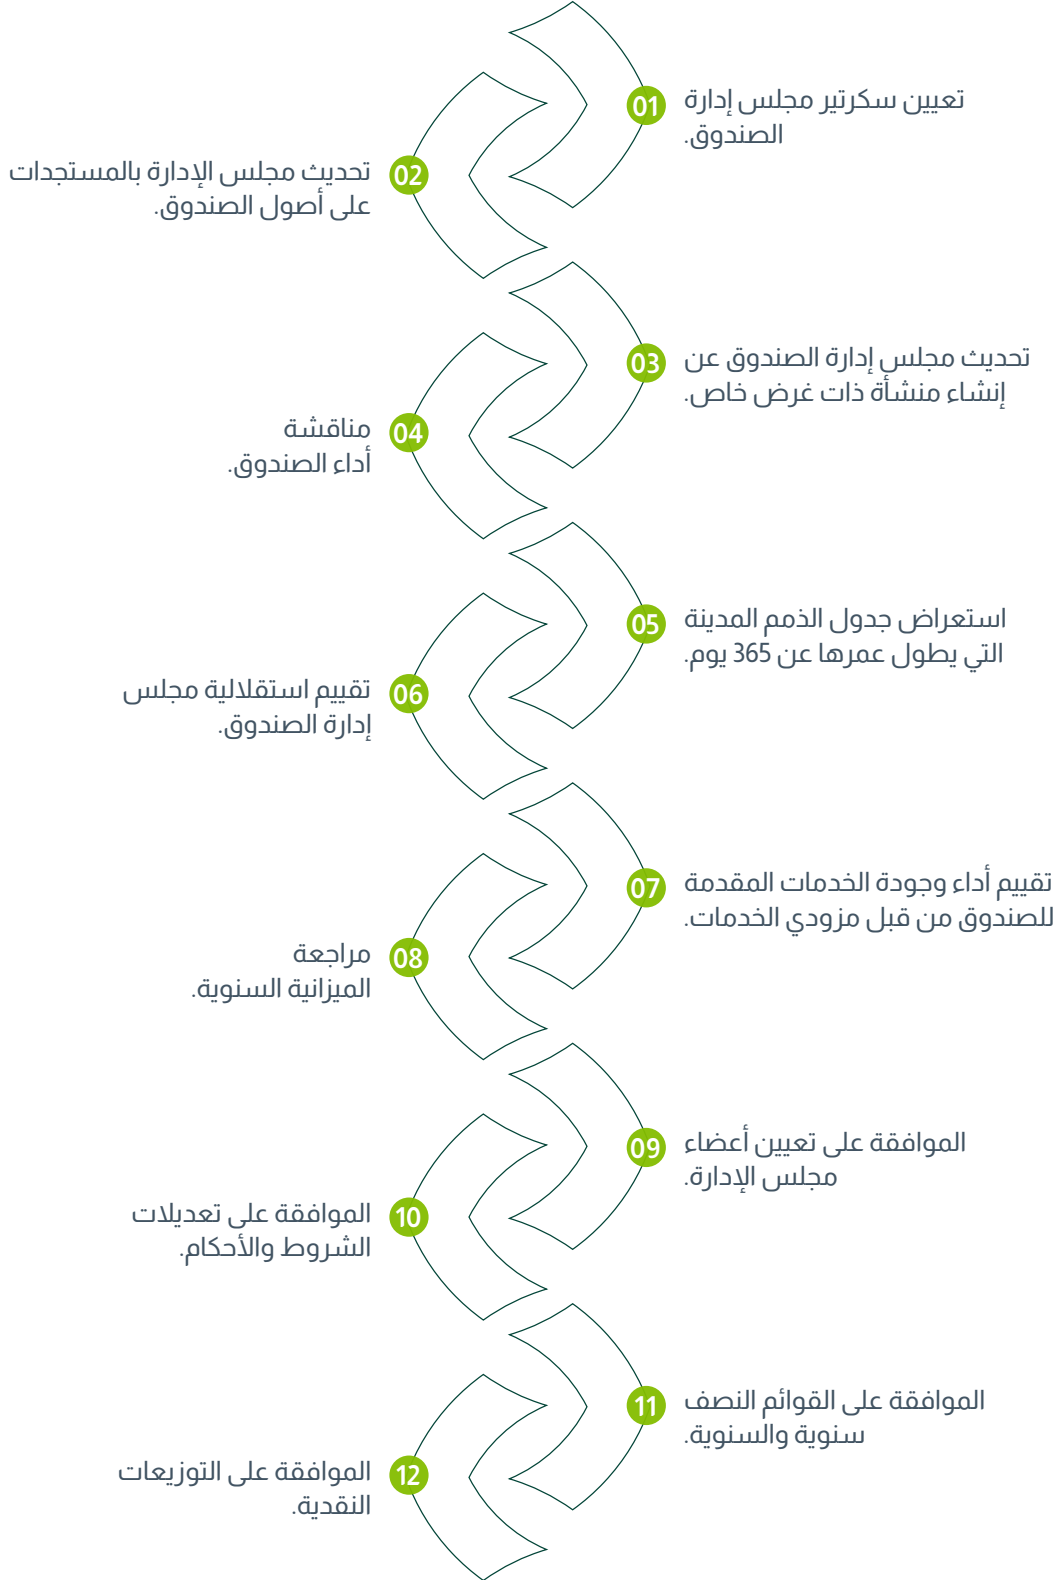 01
تعيين سكرتير مجلس إدارة
الصندوق.
02
تحديث مجلس الإدارة بالمستجدات
على أصول الصندوق.
03
تحديث مجلس إدارة الصندوق عن
إنشاء منشأة ذات غرض خاص.
04
مناقشة
أداء الصندوق.
05
استعراض جدول الذمم المدينة
التي يطول عمرها عن 365 يوم.
06
تقييم استقلالية مجلس
إدارة الصندوق.
07
تقييم أداء وجودة الخدمات المقدمة
للصندوق من قبل مزودي الخدمات.
08
مراجعة
الميزانية السنوية.
09
الموافقة على تعيين أعضاء
مجلس الإدارة.
10
الموافقة على تعديلات
الشروط والأحكام.
11
الموافقة على القوائم النصف
سنوية والسنوية.
12
الموافقة على التوزيعات
النقدية.